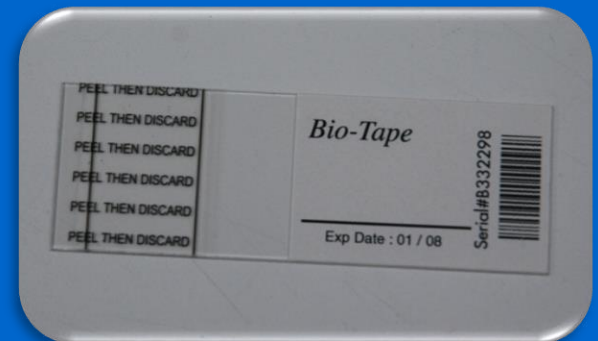 PEEL THEN DISCARD
PEEL THEN DISCARD
PEEL THEN DISCARD
PEEL THEN DISCARD
PEEL THEN DISCARD
PEEL THEN DISCARD
Bio-Tape
Exp Date : 01 / 08
Serial#B332298